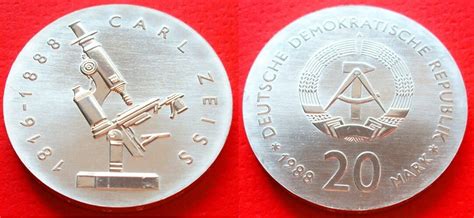 1816-1888 CARL ZEISS
DEUTSCHE DEMOKRATISCHE REPUBLIK
* 1988 20 MARK *